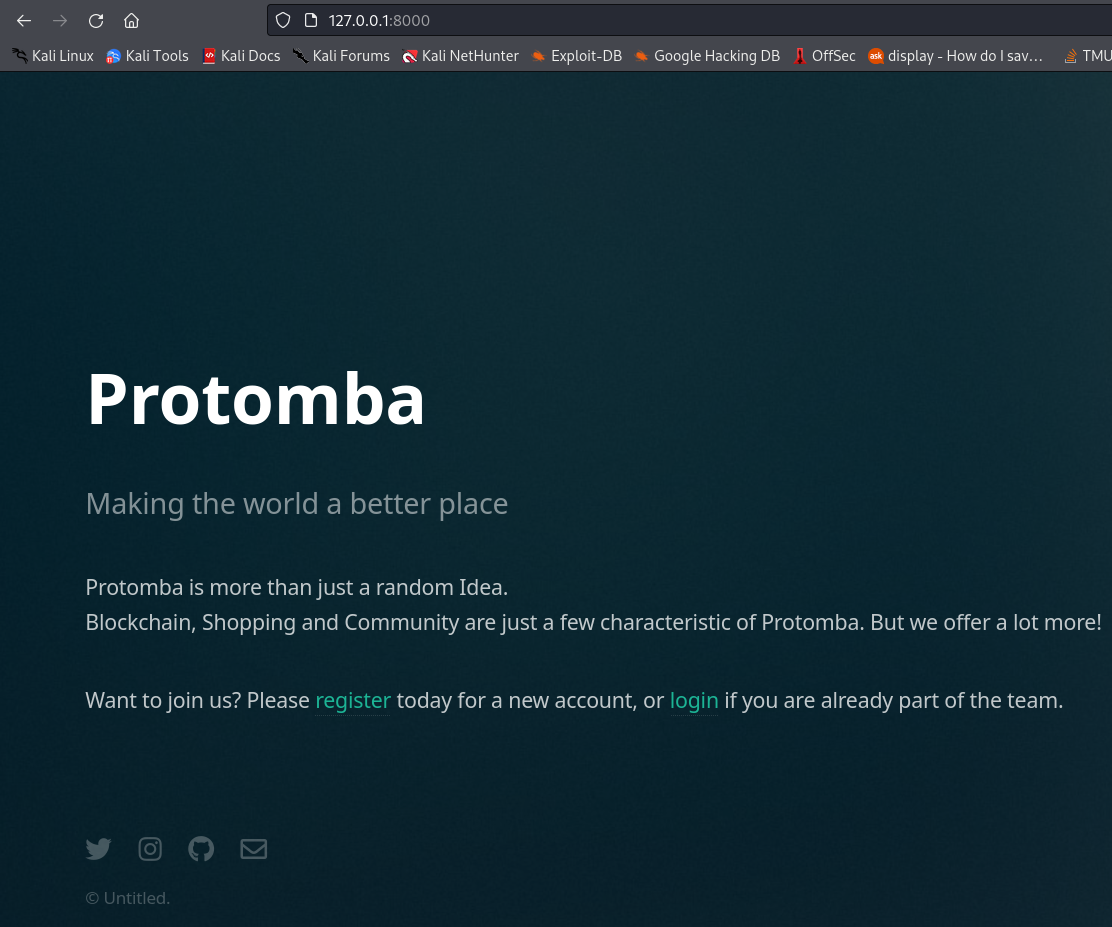 127.0.0.1:8000
Kali Linux Kali Tools Kali Docs Kali Forums Kali NetHunter Exploit-DB Google Hacking DB OffSec ask display - How do I sav… TMU
Protomba
Making the world a better place
Protomba is more than just a random Idea.
Blockchain, Shopping and Community are just a few characteristic of Protomba. But we offer a lot more!
Want to join us? Please register today for a new account, or login if you are already part of the team.
© Untitled.